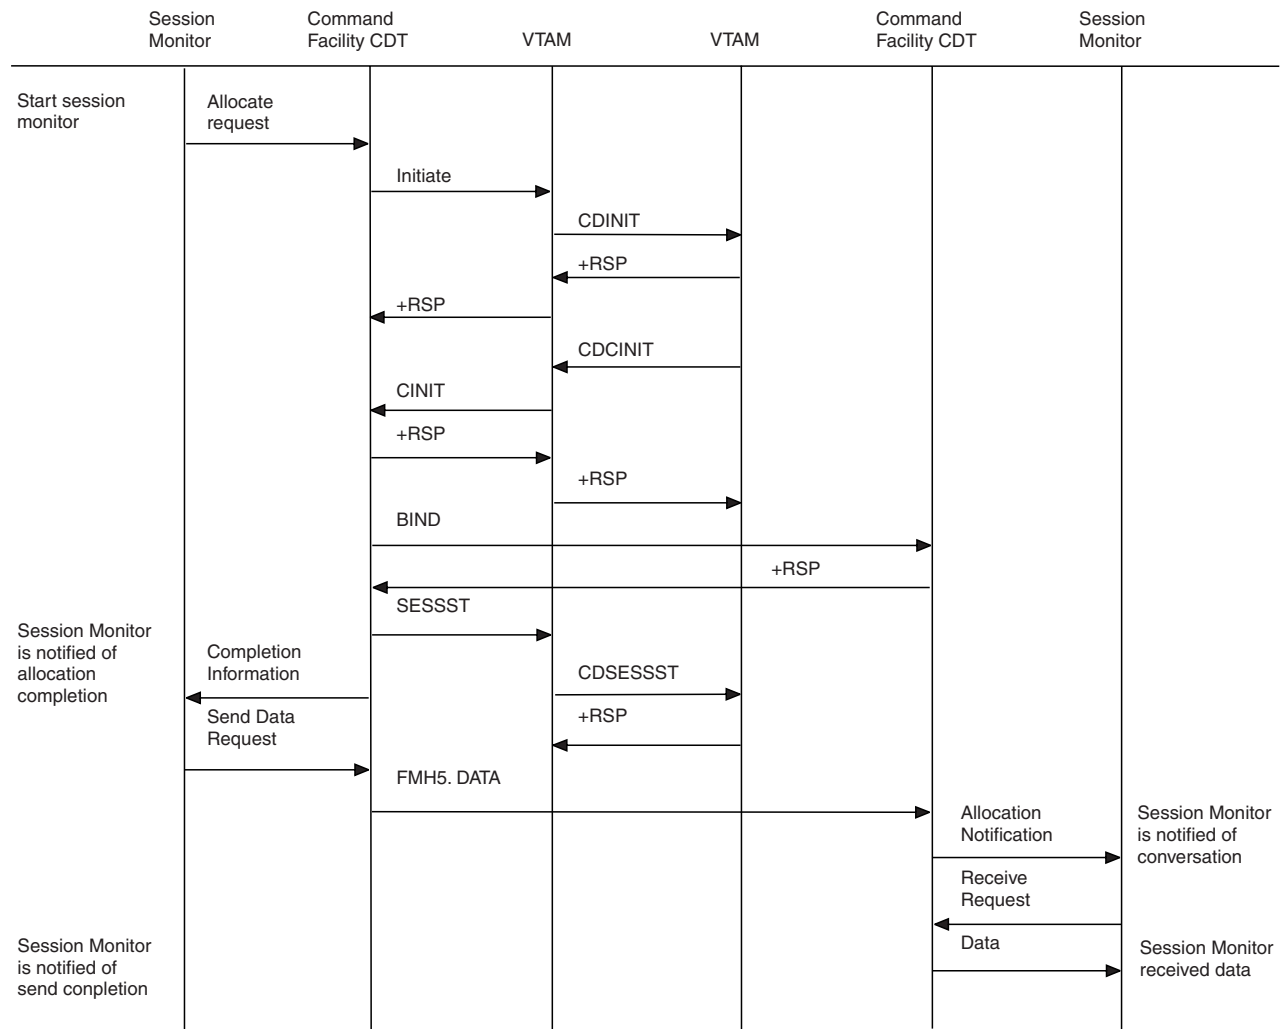 Session
Monitor
Command
Facility CDT
VTAM
VTAM
Command
Facility CDT
Session
Monitor
Start session
monitor
Allocate
request
Initiate
CDINIT
+RSP
+RSP
CDCINIT
CINIT
+RSP
+RSP
BIND
+RSP
SESSST
Session Monitor
is notified of
allocation
completion
Completion
Information
CDSESSST
Send Data
Request
+RSP
FMH5. DATA
Allocation
Notification
Session Monitor
is notified of
conversation
Receive
Request
Data
Session Monitor
received data
Session Monitor
is notified of
send conpletion